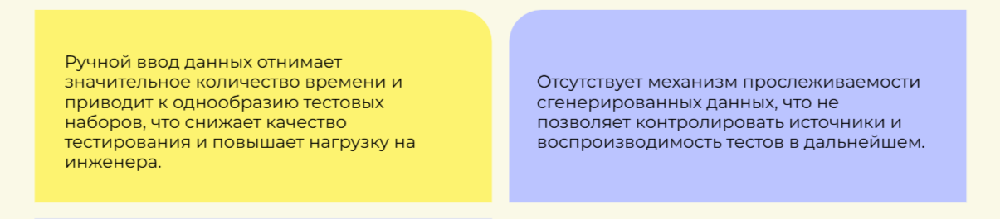 Ручной ввод данных отнимает
значительное количество времени и
приводит к однообразию тестовых
наборов, что снижает качество
тестирования и повышает нагрузку на
инженера.
Отсутствует механизм прослеживаемости
сгенерированных данных, что не
позволяет контролировать источники и
воспроизводимость тестов в дальнейшем.